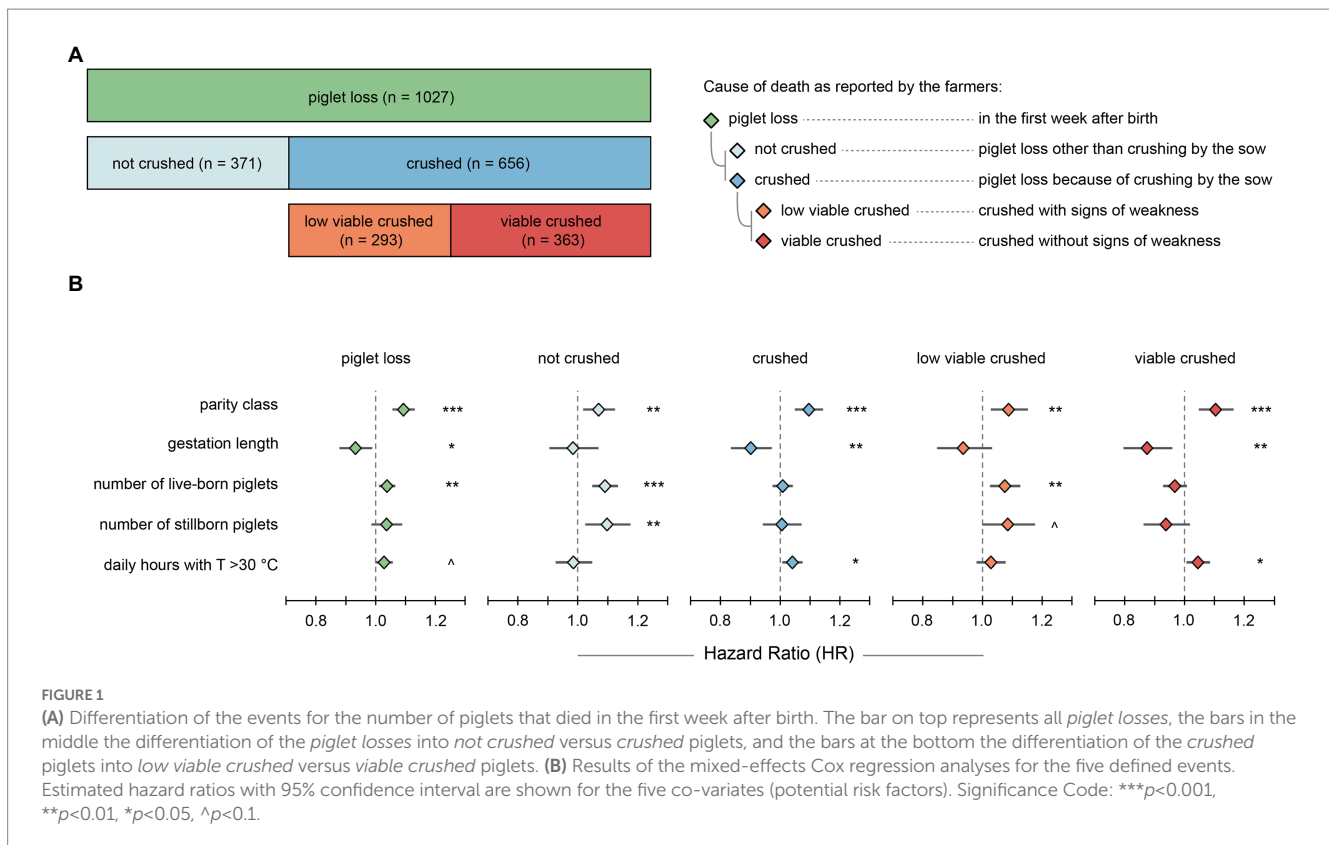 A
piglet loss (n = 1027)
not crushed (n = 371)
crushed (n = 656)
low viable crushed
(n = 293)
viable crushed
(n = 363)
Cause of death as reported by the farmers:
piglet loss in the first week after birth
not crushed piglet loss other than crushing by the sow
crushed piglet loss because of crushing by the sow
low viable crushed crushed with signs of weakness
viable crushed crushed without signs of weakness
B
piglet loss not crushed crushed low viable crushed viable crushed
parity class *** ** *** ** ***
gestation length * ** **
number of live-born piglets ** *** **
number of stillborn piglets ** ^
daily hours with T >30 °C ^ * *
0.8 1.0 1.2 0.8 1.0 1.2 0.8 1.0 1.2 0.8 1.0 1.2 0.8 1.0 1.2
Hazard Ratio (HR)
FIGURE 1
(A) Differentiation of the events for the number of piglets that died in the first week after birth. The bar on top represents all piglet losses, the bars in the
middle the differentiation of the piglet losses into not crushed versus crushed piglets, and the bars at the bottom the differentiation of the crushed
piglets into low viable crushed versus viable crushed piglets. (B) Results of the mixed-effects Cox regression analyses for the five defined events.
Estimated hazard ratios with 95% confidence interval are shown for the five co-variates (potential risk factors). Significance Code: ***p<0.001,
**p<0.01, *p<0.05, ^p<0.1.